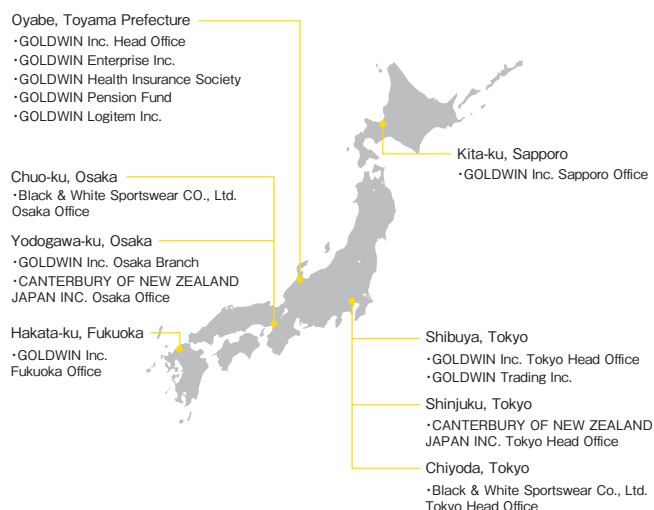 Oyabe, Toyama Prefecture
・GOLDWIN Inc. Head Office
・GOLDWIN Enterprise Inc.
・GOLDWIN Health Insurance Society
・GOLDWIN Pension Fund
・GOLDWIN Logitem Inc.
Chuo-ku, Osaka
・Black & White Sportswear CO., Ltd.
Osaka Office
Yodogawa-ku, Osaka
・GOLDWIN Inc. Osaka Branch
・CANTERBURY OF NEW ZEALAND
JAPAN INC. Osaka Office
Hakata-ku, Fukuoka
・GOLDWIN Inc.
Fukuoka Office
Kita-ku, Sapporo
・GOLDWIN Inc. Sapporo Office
Shibuya, Tokyo
・GOLDWIN Inc. Tokyo Head Office
・GOLDWIN Trading Inc.
Shinjuku, Tokyo
・CANTERBURY OF NEW ZEALAND
JAPAN INC. Tokyo Head Office
Chiyoda, Tokyo
・Black & White Sportswear Co., Ltd.
Tokyo Head Office